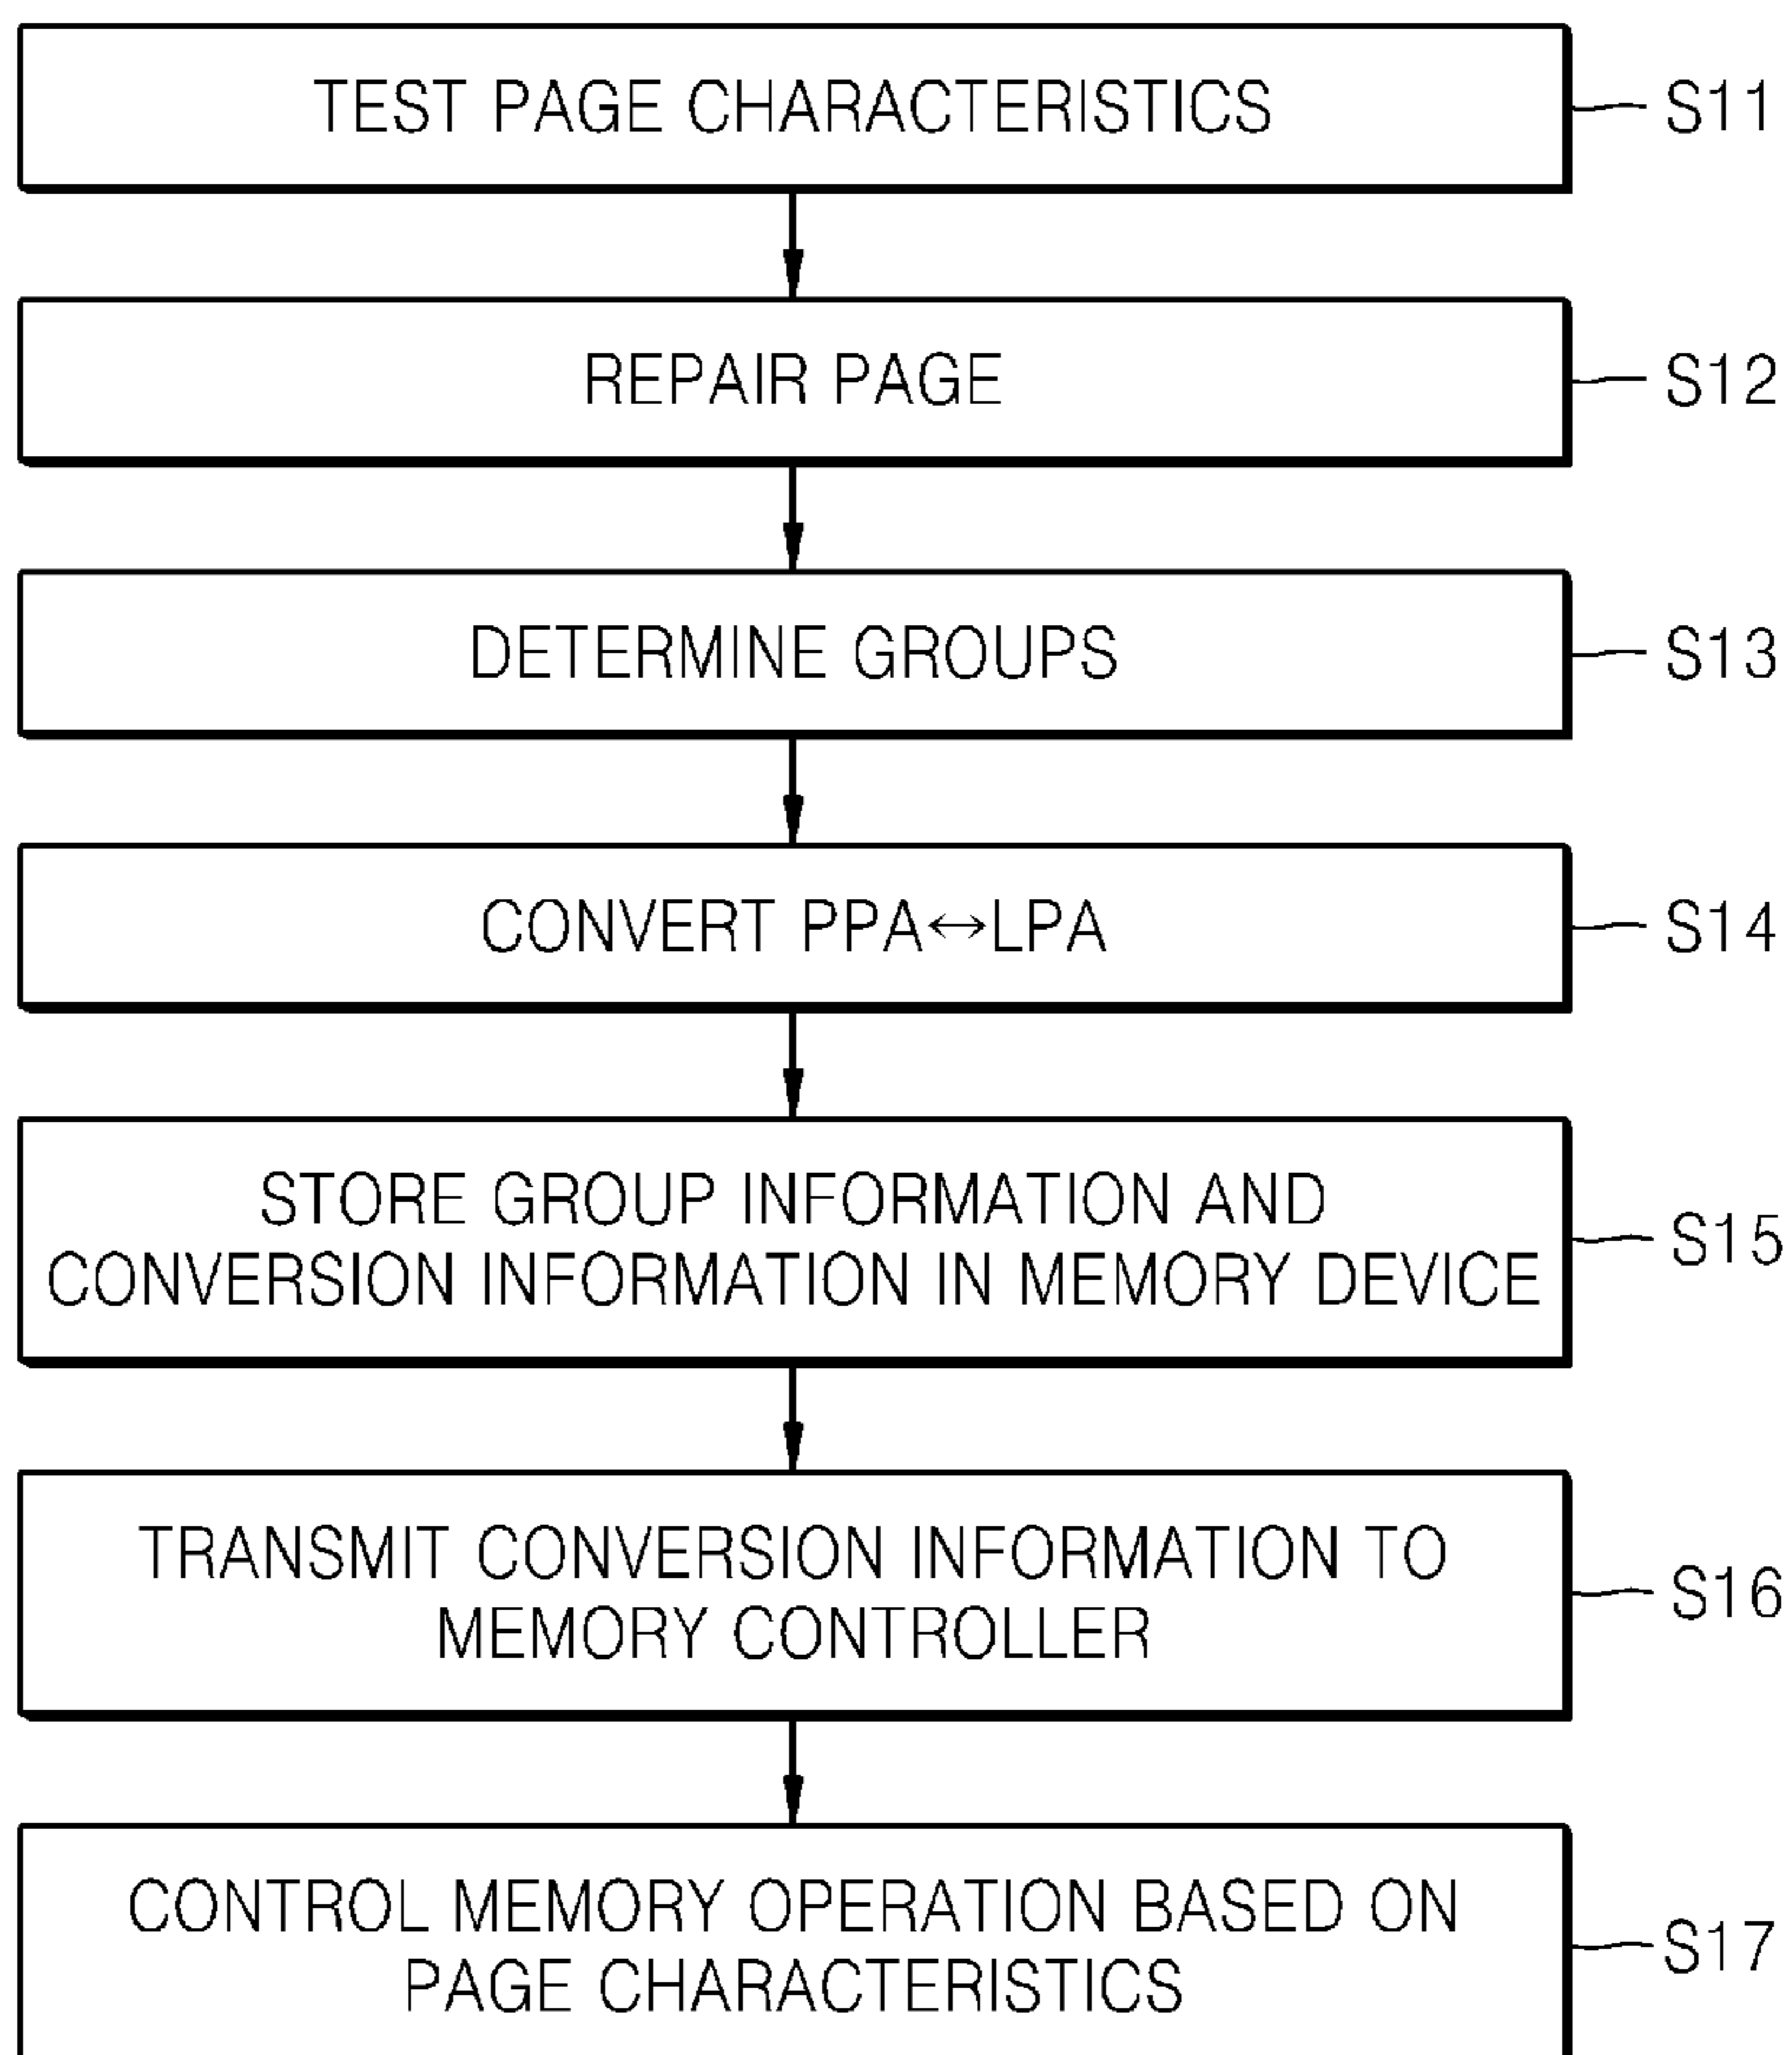 TEST PAGE CHARACTERISTICS
S11
REPAIR PAGE
S12
DETERMINE GROUPS
S13
CONVERT PPA↔LPA
S14
STORE GROUP INFORMATION AND
CONVERSION INFORMATION IN MEMORY DEVICE
S15
TRANSMIT CONVERSION INFORMATION TO
MEMORY CONTROLLER
S16
CONTROL MEMORY OPERATION BASED ON
PAGE CHARACTERISTICS
S17